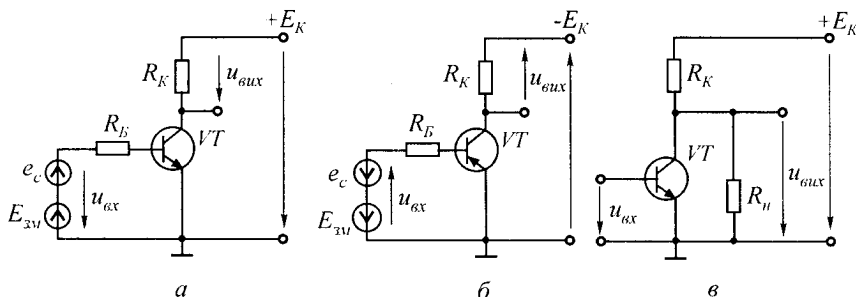 +E_K
R_K
u_вих
R_Б
VT
e_c
E_зм
u_вх
а
-E_K
R_K
u_вих
R_Б
VT
e_c
E_зм
u_вх
б
+E_K
R_K
VT
u_вх
R_н
u_вих
в